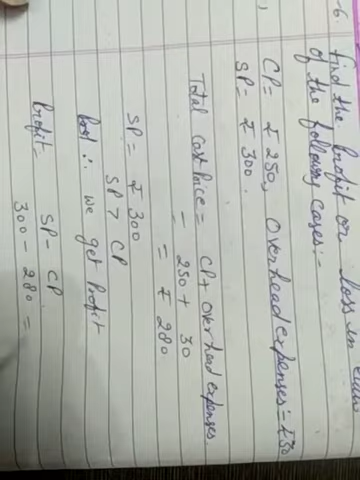 -6. Find the Profit or loss in each
of the following cases:-
CP = ₹ 250, Overhead expenses = ₹30
SP = ₹ 300.
Total Cost Price = CP + Overhead expenses.
= 250 + 30
= ₹ 280
SP = ₹ 300
SP > CP
∴ we get Profit
Profit = SP - CP
300 - 280 =